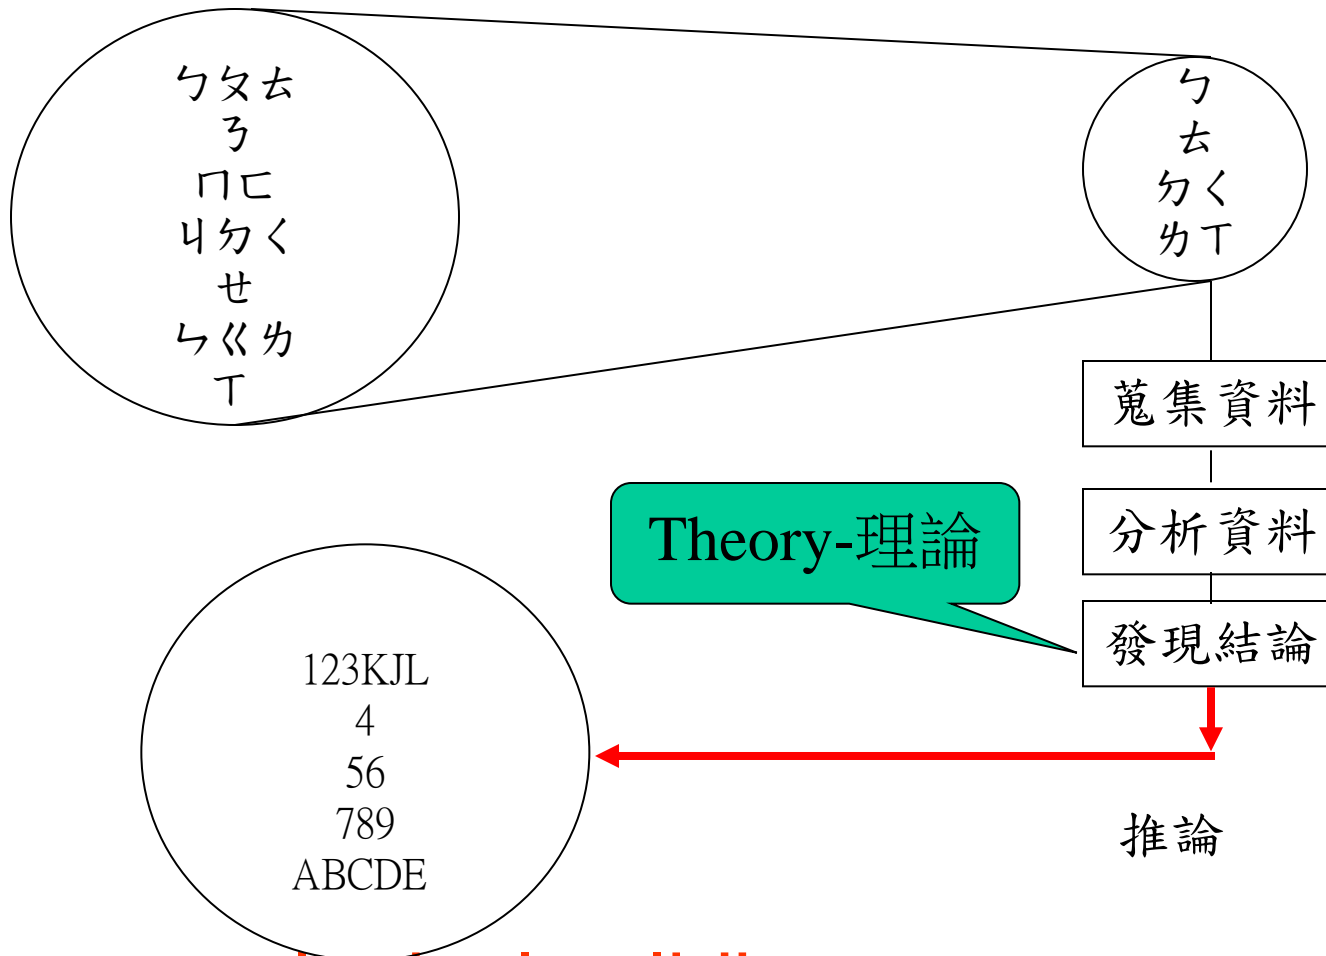 ㄅㄆㄊ
ㄋ
ㄇㄈ
ㄐㄉㄑ
ㄝ
ㄣㄍㄌ
ㄒ
ㄅ
ㄊ
ㄉㄑ
ㄌㄒ
蒐集資料
分析資料
Theory-理論
發現結論
123KJL
4
56
789
ABCDE
推論